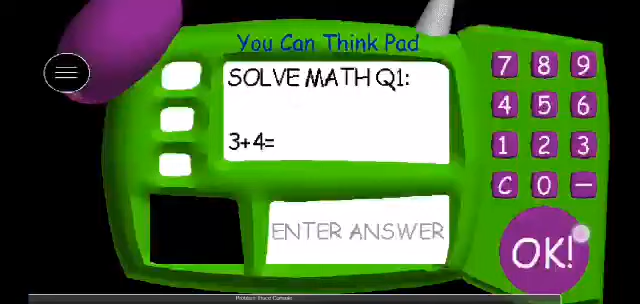 You Can Think Pad
SOLVE MATH Q1:
3+4=
7 8 9
4 5 6
1 2 3
C 0 −
ENTER ANSWER
OK!